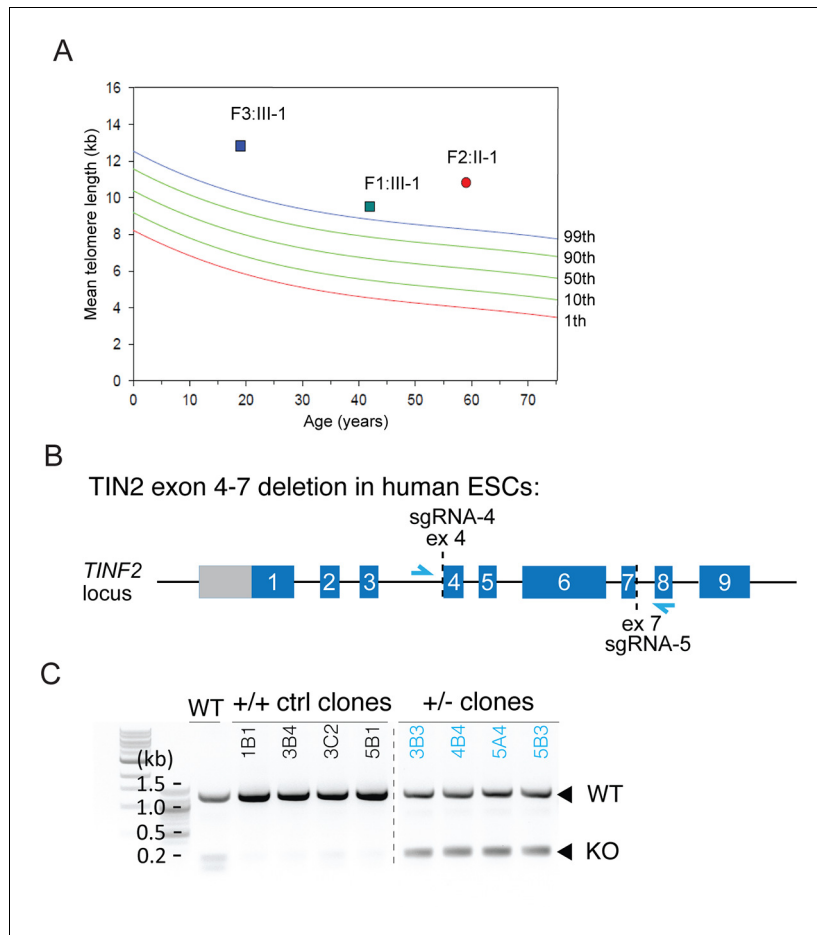 A
Mean telomere length (kb)
16
14
12
10
8
6
4
2
0
F3:III-1
F1:III-1
F2:II-1
99th
90th
50th
10th
1th
0 10 20 30 40 50 60 70
Age (years)
B
TIN2 exon 4-7 deletion in human ESCs:
sgRNA-4
ex 4
TINF2
locus
1 2 3 4 5 6 7 8 9
ex 7
sgRNA-5
C
WT +/+ ctrl clones +/- clones
1B1 3B4 3C2 5B1 3B3 4B4 5A4 5B3
(kb)
1.5 –
1.0 –
0.5 –
0.2 –
WT
KO